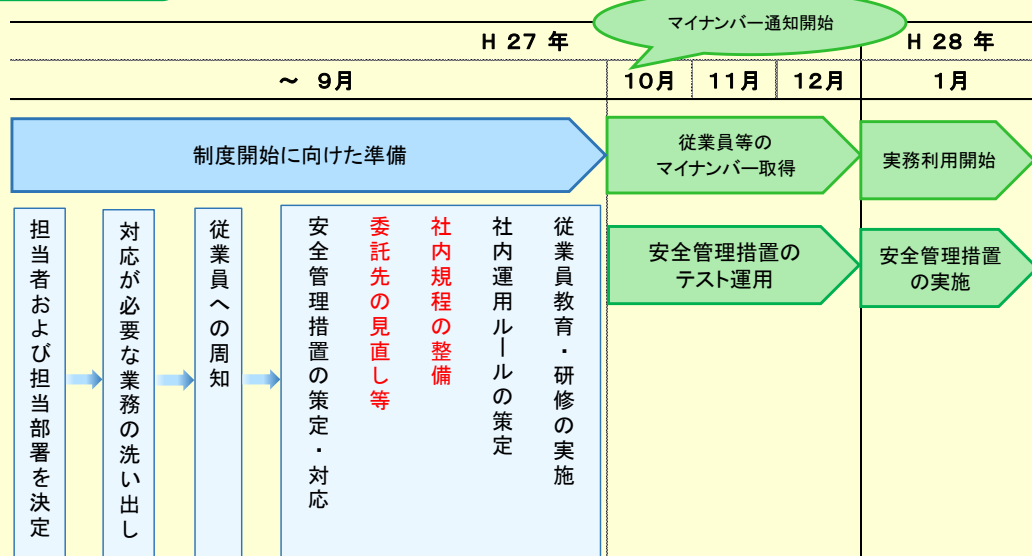 マイナンバー通知開始
H 27 年
H 28 年
～ 9月
10月
11月
12月
1月
制度開始に向けた準備
従業員等の
マイナンバー取得
実務利用開始
担当者および担当部署を決定
対応が必要な業務の洗い出し
従業員への周知
安全管理措置の策定・対応
委託先の見直し等
社内規程の整備
社内運用ルールの策定
従業員教育・研修の実施
安全管理措置の
テスト運用
安全管理措置
の実施